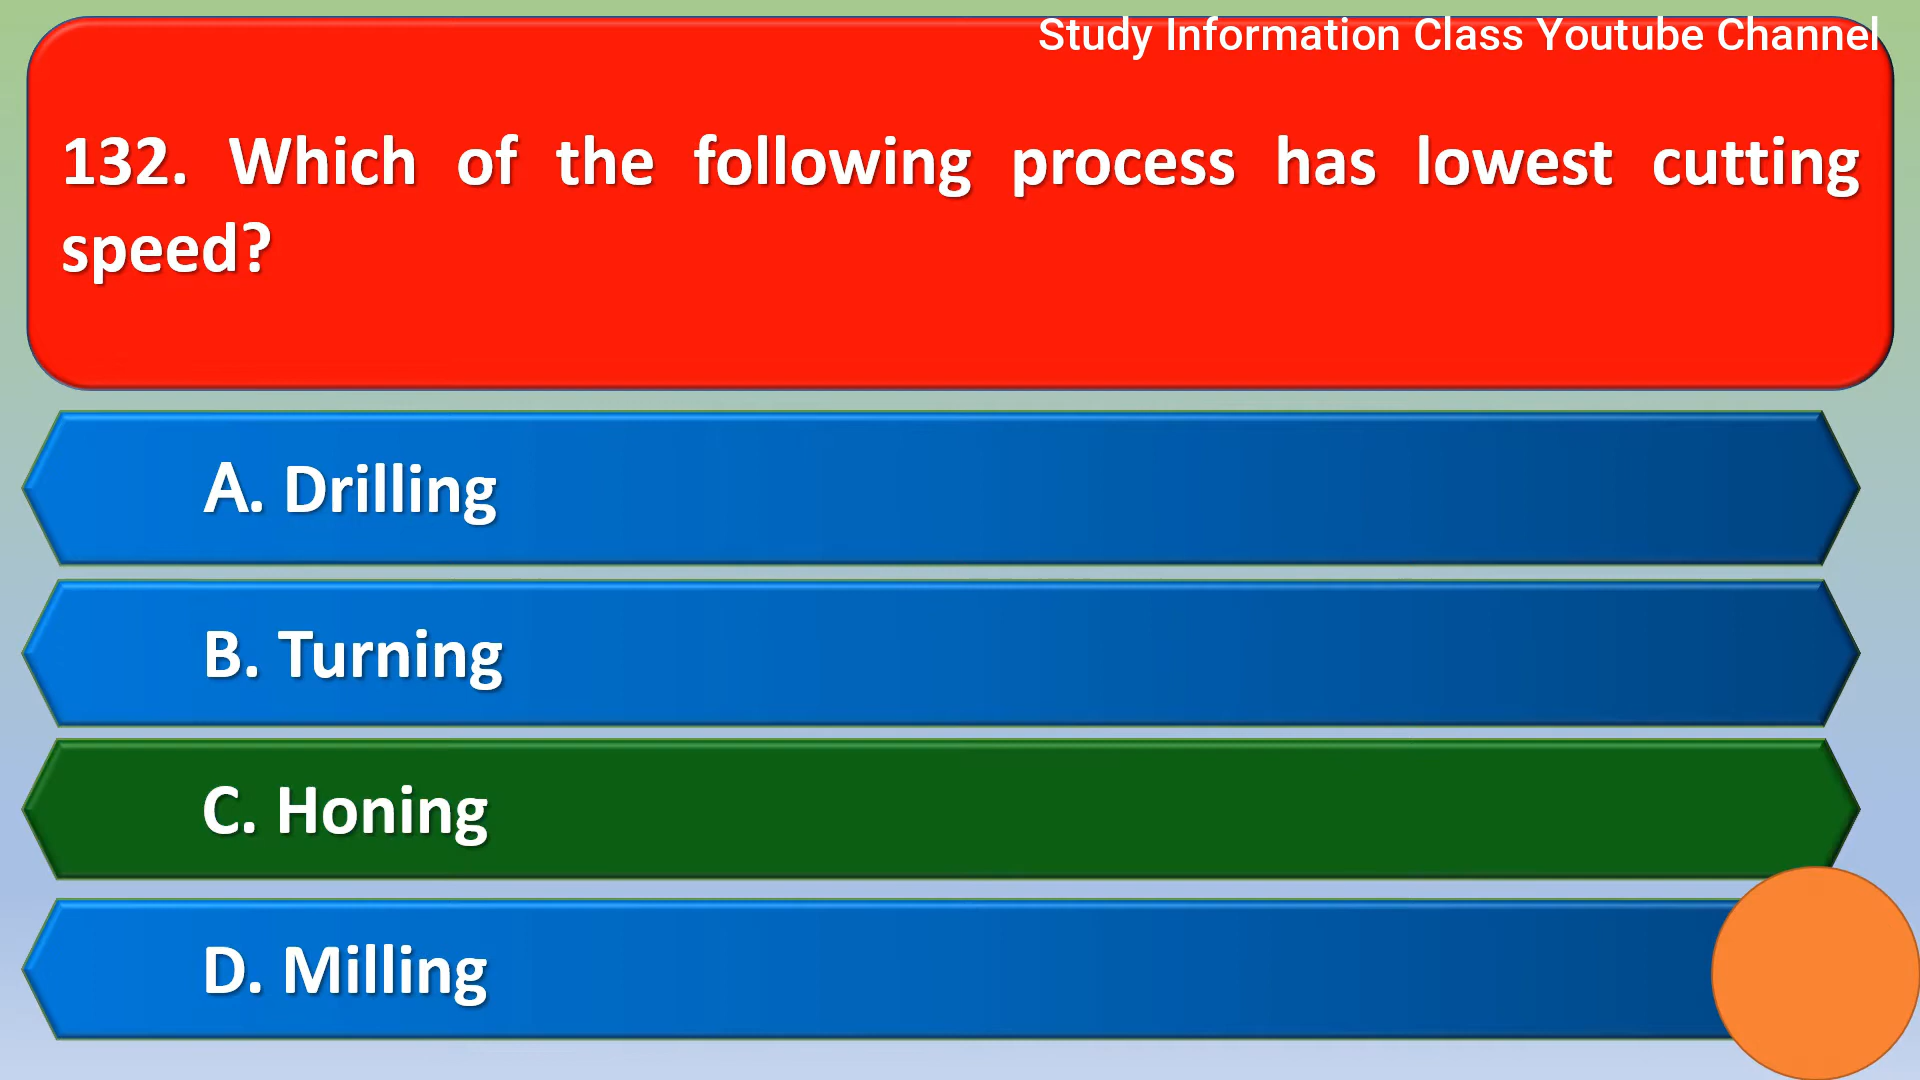 Study Information Class Youtube Channel
132. Which of the following process has lowest cutting
speed?
A. Drilling
B. Turning
C. Honing
D. Milling